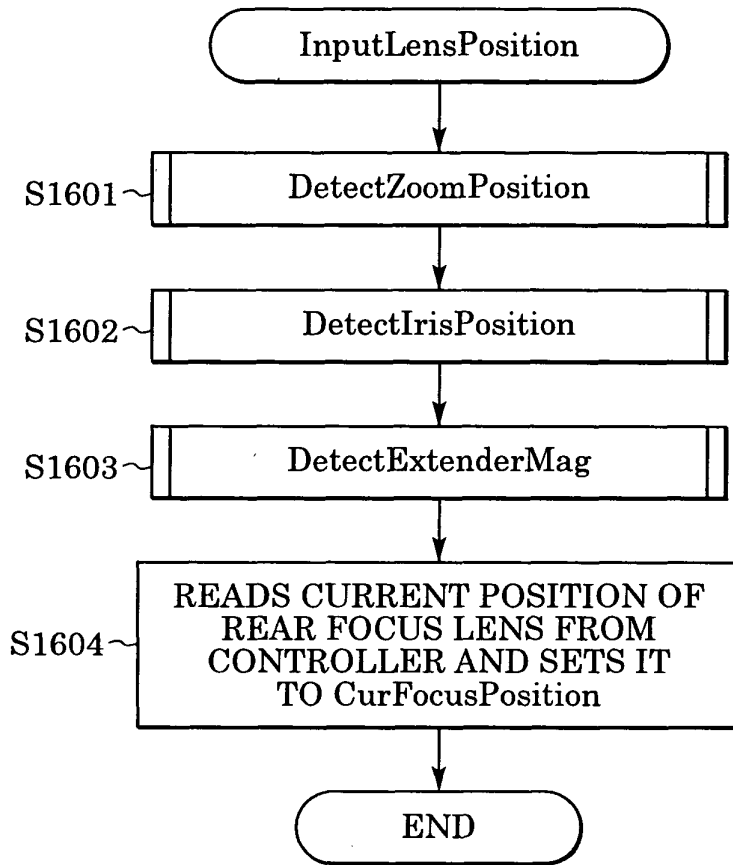 InputLensPosition
S1601
DetectZoomPosition
S1602
DetectIrisPosition
S1603
DetectExtenderMag
S1604
READS CURRENT POSITION OF
REAR FOCUS LENS FROM
CONTROLLER AND SETS IT
TO CurFocusPosition
END